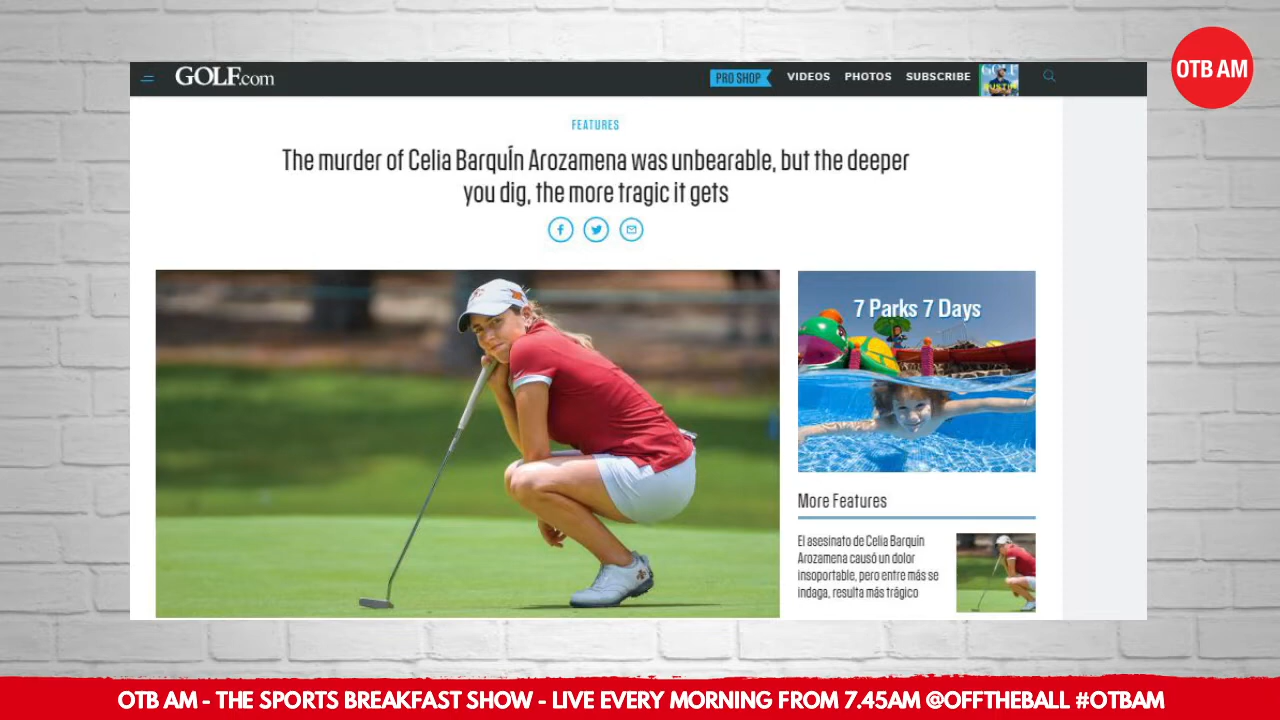 OTB AM
GOLF.com
PRO SHOP
VIDEOS
PHOTOS
SUBSCRIBE
GOLF
AUSTIN
FEATURES
The murder of Celia BarquÍn Arozamena was unbearable, but the deeper
you dig, the more tragic it gets
7 Parks 7 Days
More Features
El asesinato de Celia Barquin
Arozamena causó un dolor
insoportable, pero entre más se
indaga, resulta más trágico
OTB AM - THE SPORTS BREAKFAST SHOW - LIVE EVERY MORNING FROM 7.45AM @OFFTHEBALL #OTBAM